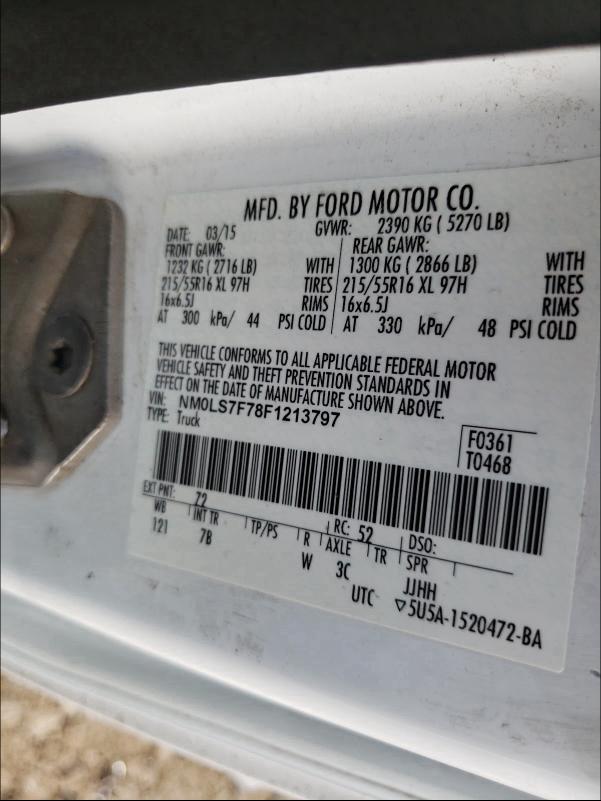 MFD. BY FORD MOTOR CO.
DATE: 03/15 GVWR: 2390 KG ( 5270 LB)
FRONT GAWR: REAR GAWR:
1232 KG ( 2716 LB) WITH 1300 KG ( 2866 LB) WITH
215/55R16 XL 97H TIRES 215/55R16 XL 97H TIRES
16x6.5J RIMS 16x6.5J RIMS
AT 300 kPa/ 44 PSI COLD AT 330 kPa/ 48 PSI COLD
THIS VEHICLE CONFORMS TO ALL APPLICABLE FEDERAL MOTOR
VEHICLE SAFETY AND THEFT PREVENTION STANDARDS IN
EFFECT ON THE DATE OF MANUFACTURE SHOWN ABOVE.
VIN: NM0LS7F78F1213797
TYPE: Truck
F0361
T0468
EXT PNT: Z2 RC: 52 DSO:
WB INT TR TP/PS R AXLE TR SPR
121 7B W 3C JJHH
UTC ▽5U5A-1520472-BA